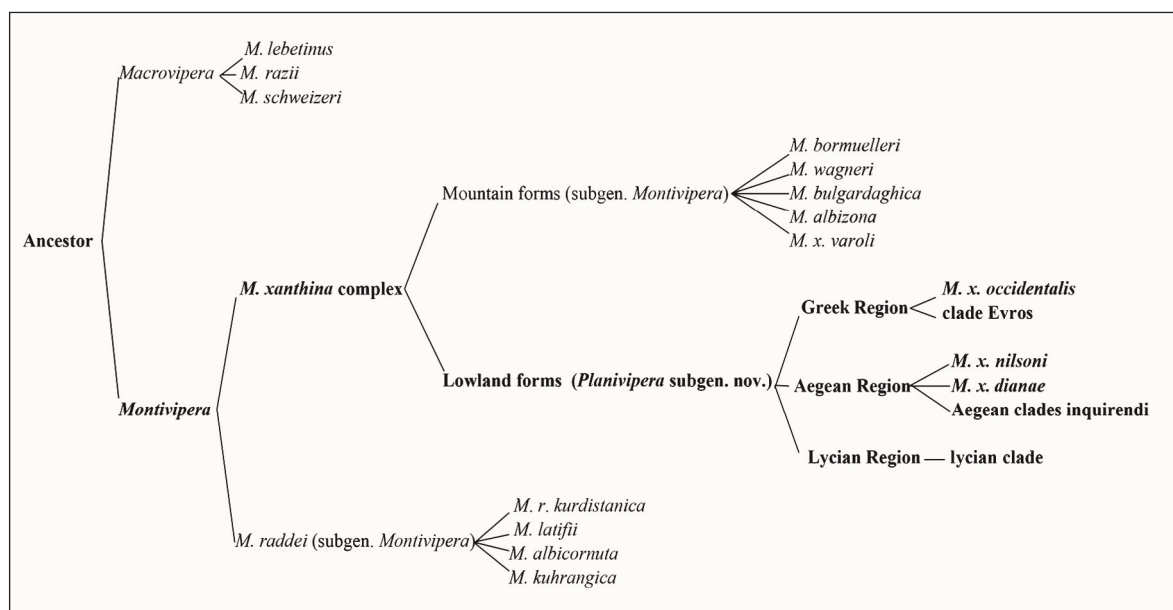 M. lebetinus
Macrovipera
M. razii
M. schweizeri
M. bormuelleri
M. wagneri
Mountain forms (subgen. Montivipera)
M. bulgardaghica
M. albizona
M. x. varoli
Ancestor
M. xanthina complex
M. x. occidentalis
Greek Region
clade Evros
M. x. nilsoni
Lowland forms (Planivipera subgen. nov.)
Aegean Region
M. x. dianae
Aegean clades inquirendi
Montivipera
Lycian Region
lycian clade
M. r. kurdistanica
M. latifii
M. raddei (subgen. Montivipera)
M. albicornuta
M. kuhrangica